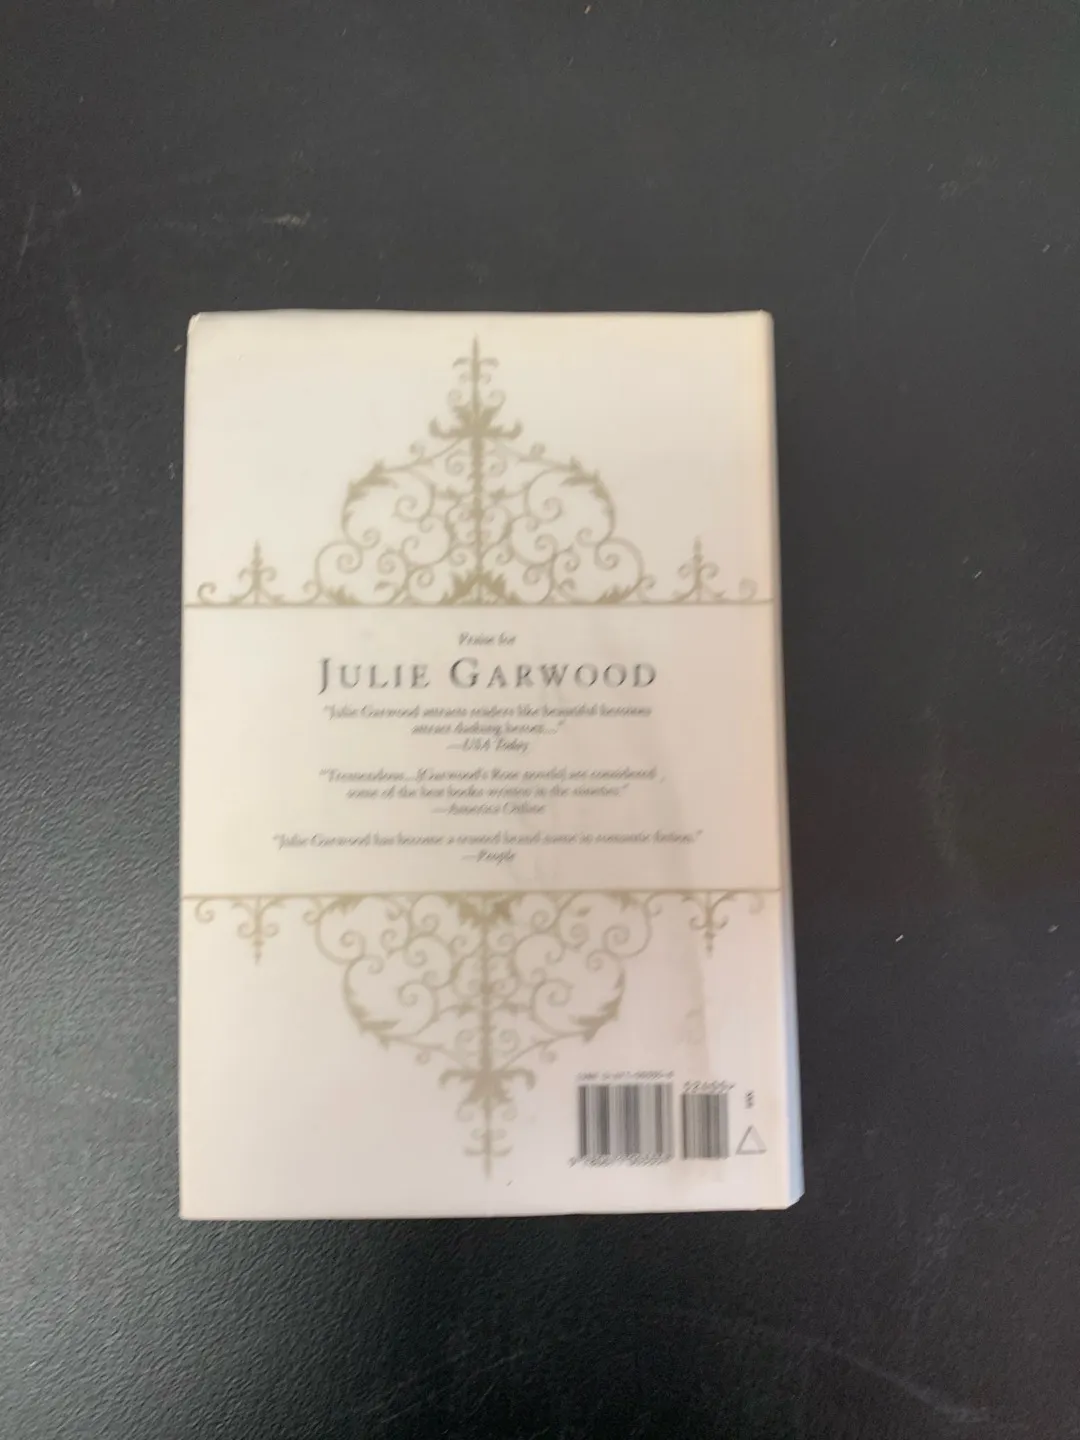 Praise for
JULIE GARWOOD
"Julie Garwood attracts readers like beautiful heroines
attract dashing heroes...."
—USA Today
"Tremendous....[Garwood's Rose novels] are considered
some of the best books written in the nineties."
—America Online
"Julie Garwood has become a trusted brand name in romantic fiction."
—People
ISBN